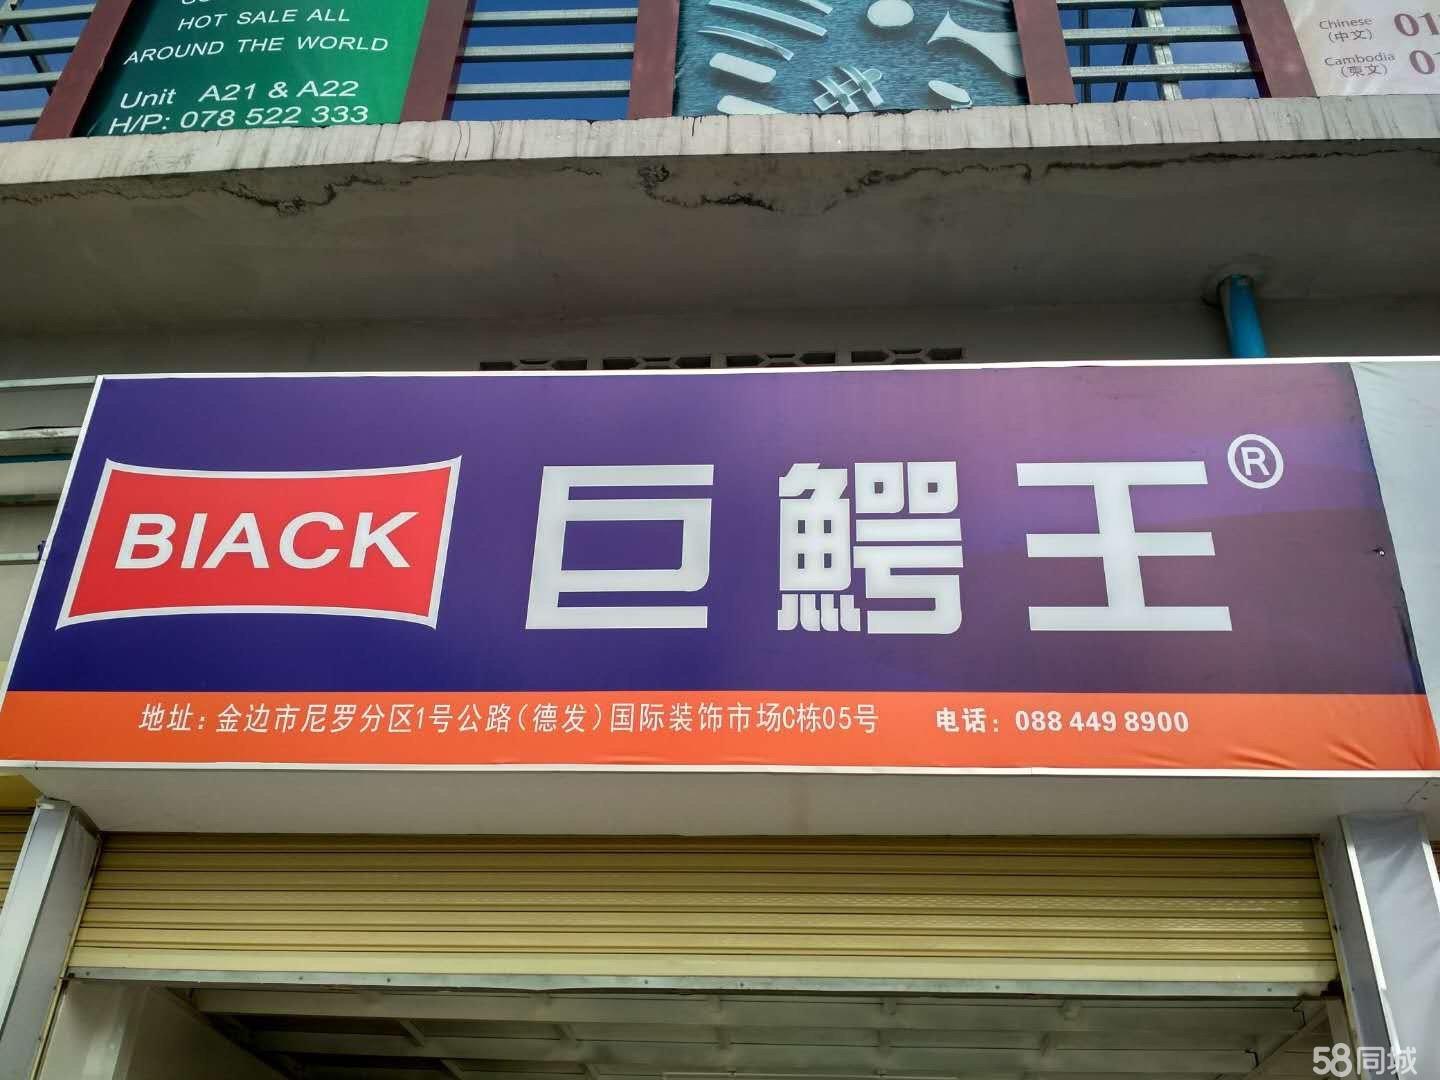 HOT SALE ALL
AROUND THE WORLD
Unit A21 & A22
H/P: 078 522 333
Chinese
(中文)
Cambodia
(柬文)
BIACK
巨鳄王®
地址：金边市尼罗分区1号公路（德发）国际装饰市场C栋05号 电话：088 449 8900
58同城